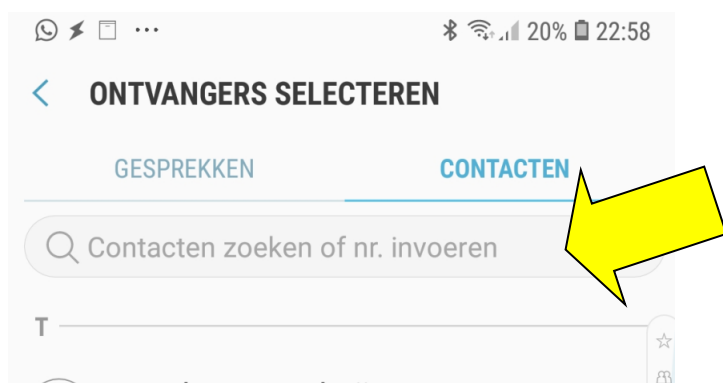 20% 22:58
ONTVANGERS SELECTEREN
GESPREKKEN CONTACTEN
Contacten zoeken of nr. invoeren
T